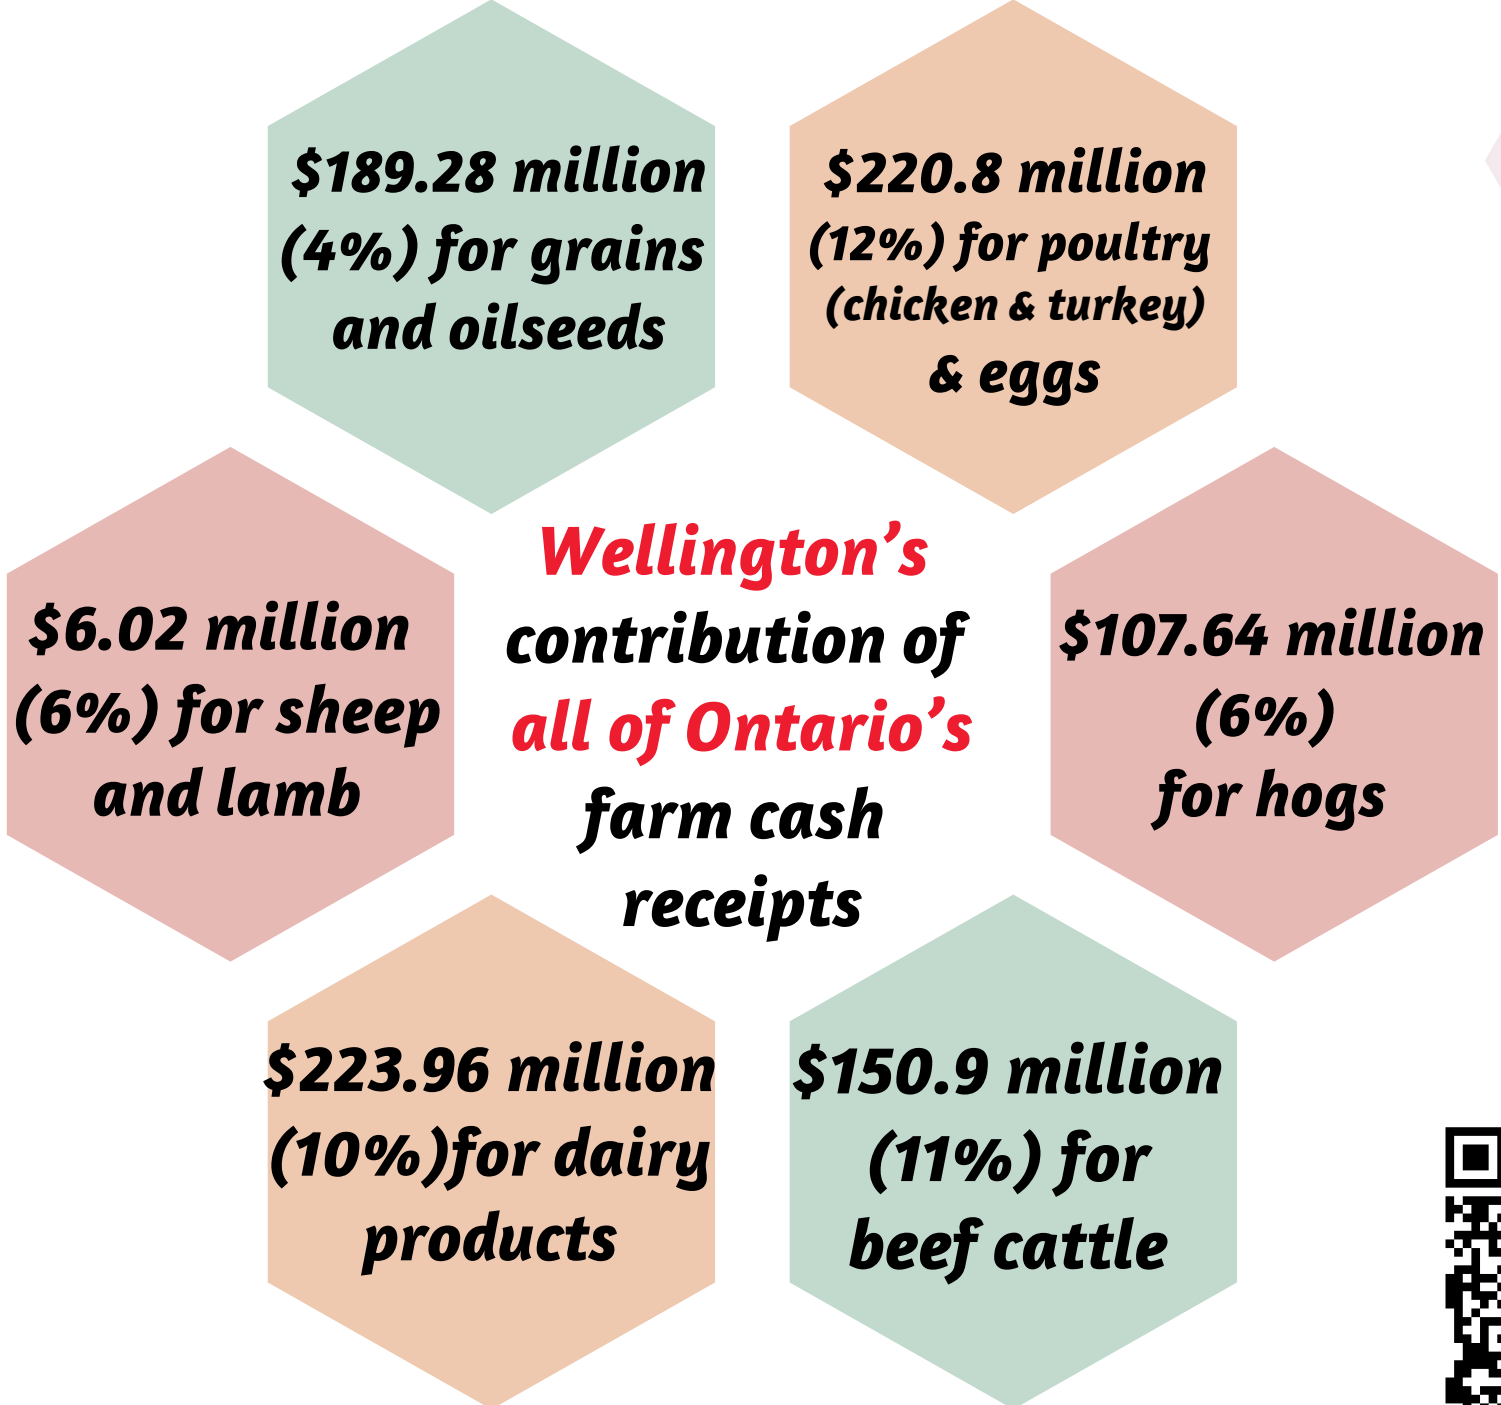 $189.28 million
(4%) for grains
and oilseeds
$220.8 million
(12%) for poultry
(chicken & turkey)
& eggs
$6.02 million
(6%) for sheep
and lamb
Wellington’s
contribution of
all of Ontario’s
farm cash
receipts
$107.64 million
(6%)
for hogs
$223.96 million
(10%)for dairy
products
$150.9 million
(11%) for
beef cattle